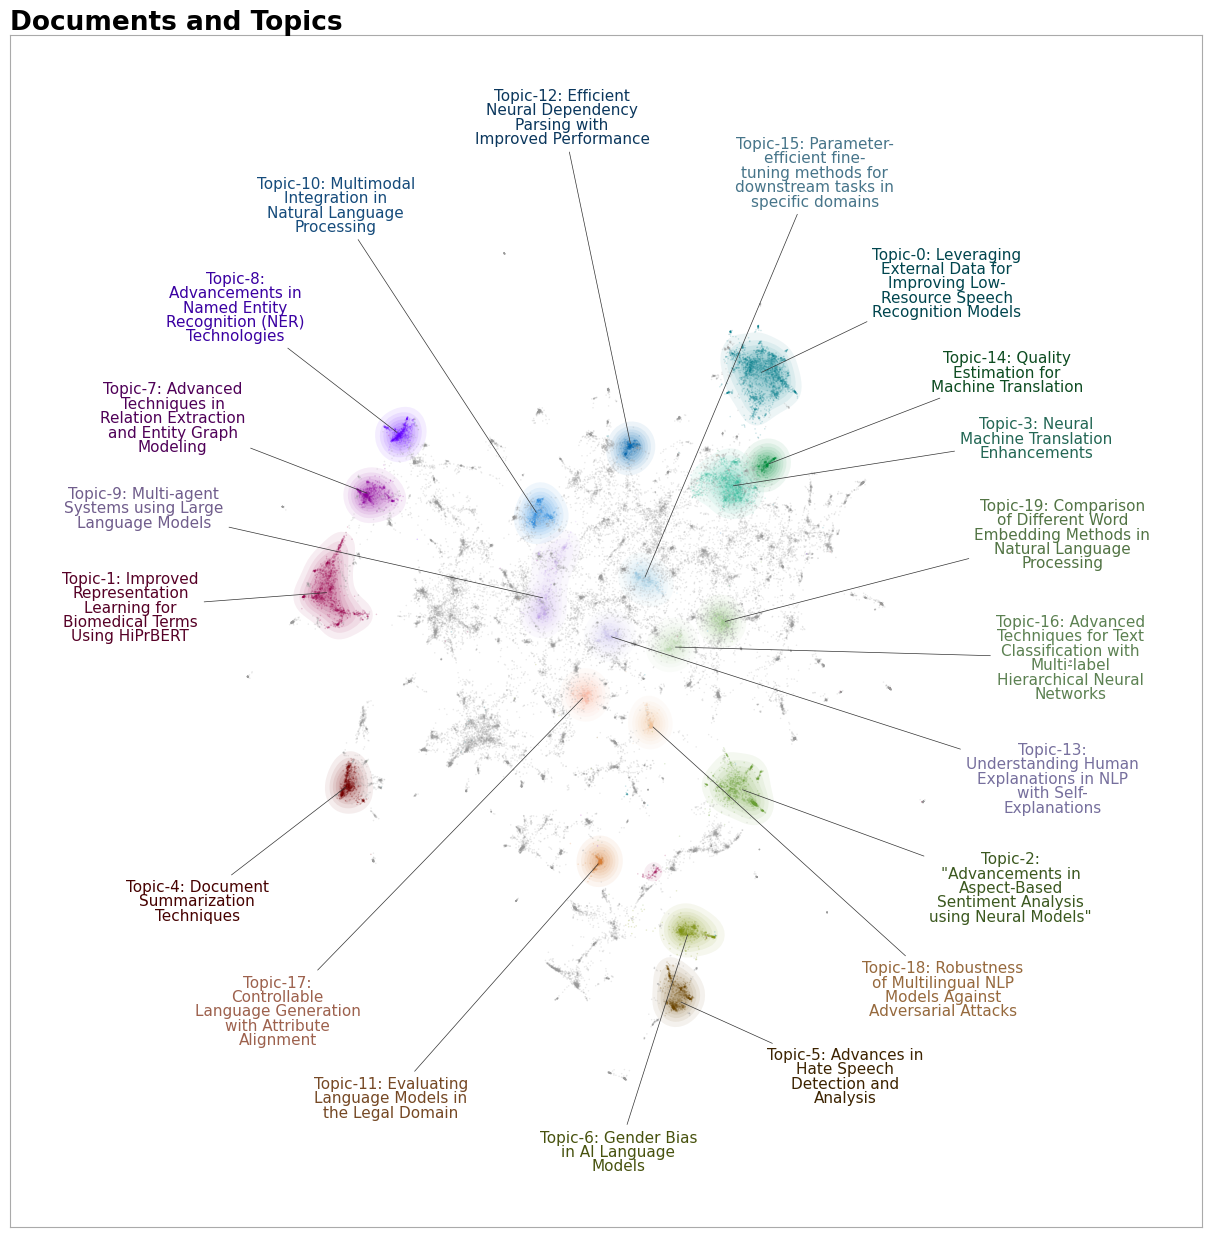 Documents and Topics
Topic-12: Efficient
Neural Dependency
Parsing with
Improved Performance
Topic-15: Parameter-
efficient fine-
tuning methods for
downstream tasks in
specific domains
Topic-10: Multimodal
Integration in
Natural Language
Processing
Topic-0: Leveraging
External Data for
Improving Low-
Resource Speech
Recognition Models
Topic-8:
Advancements in
Named Entity
Recognition (NER)
Technologies
Topic-14: Quality
Estimation for
Machine Translation
Topic-7: Advanced
Techniques in
Relation Extraction
and Entity Graph
Modeling
Topic-3: Neural
Machine Translation
Enhancements
Topic-9: Multi-agent
Systems using Large
Language Models
Topic-19: Comparison
of Different Word
Embedding Methods in
Natural Language
Processing
Topic-1: Improved
Representation
Learning for
Biomedical Terms
Using HiPrBERT
Topic-16: Advanced
Techniques for Text
Classification with
Multi-label
Hierarchical Neural
Networks
Topic-13:
Understanding Human
Explanations in NLP
with Self-
Explanations
Topic-2:
"Advancements in
Aspect-Based
Sentiment Analysis
using Neural Models"
Topic-4: Document
Summarization
Techniques
Topic-18: Robustness
of Multilingual NLP
Models Against
Adversarial Attacks
Topic-17:
Controllable
Language Generation
with Attribute
Alignment
Topic-5: Advances in
Hate Speech
Detection and
Analysis
Topic-11: Evaluating
Language Models in
the Legal Domain
Topic-6: Gender Bias
in AI Language
Models